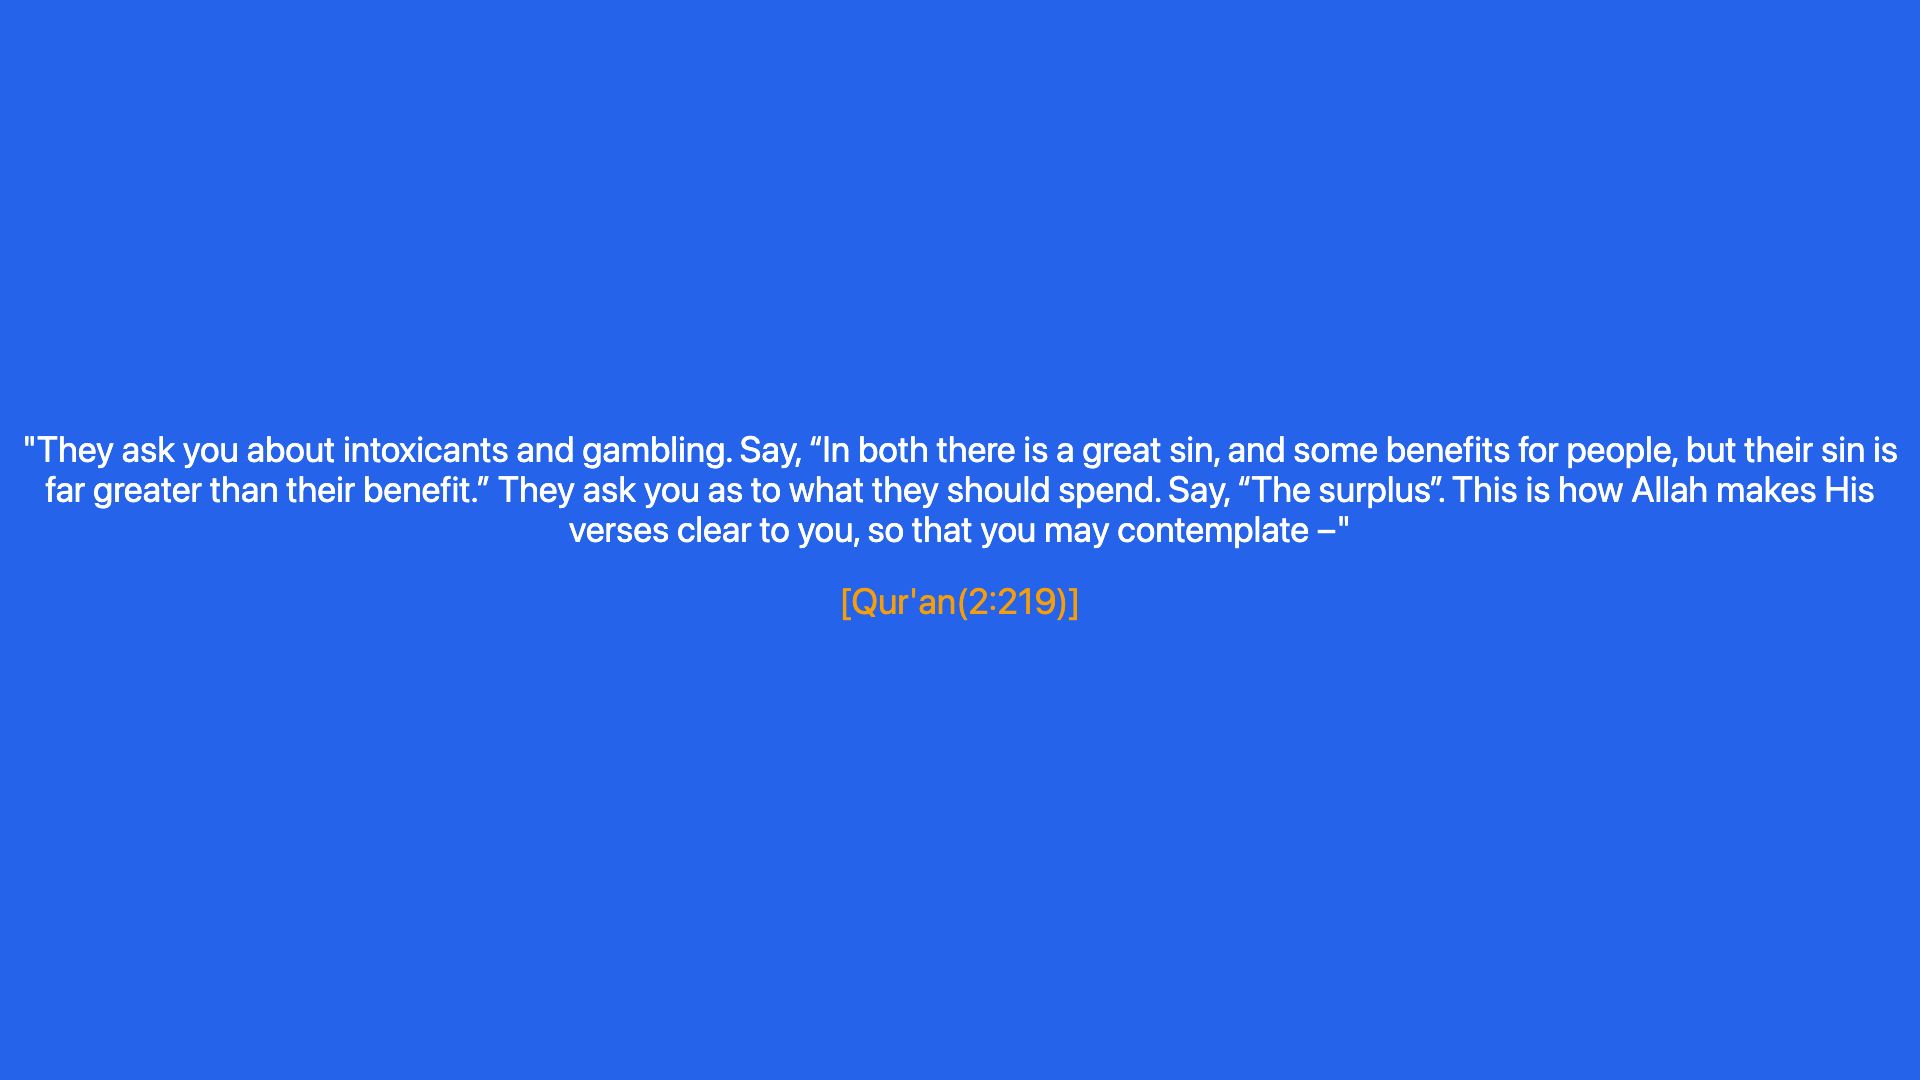 "They ask you about intoxicants and gambling. Say, “In both there is a great sin, and some benefits for people, but their sin is
far greater than their benefit.” They ask you as to what they should spend. Say, “The surplus”. This is how Allah makes His
verses clear to you, so that you may contemplate –"
[Qur'an(2:219)]